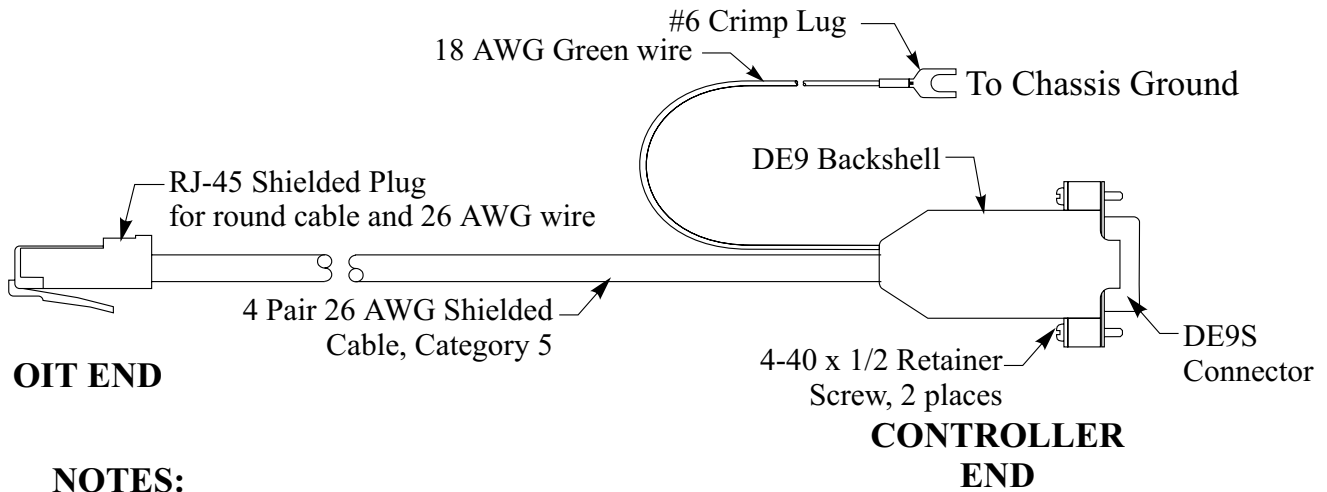 #6 Crimp Lug
18 AWG Green wire
To Chassis Ground
DE9 Backshell
RJ-45 Shielded Plug
for round cable and 26 AWG wire
4 Pair 26 AWG Shielded
Cable, Category 5
DE9S
Connector
4-40 x 1/2 Retainer
Screw, 2 places
OIT END
CONTROLLER
END
NOTES: